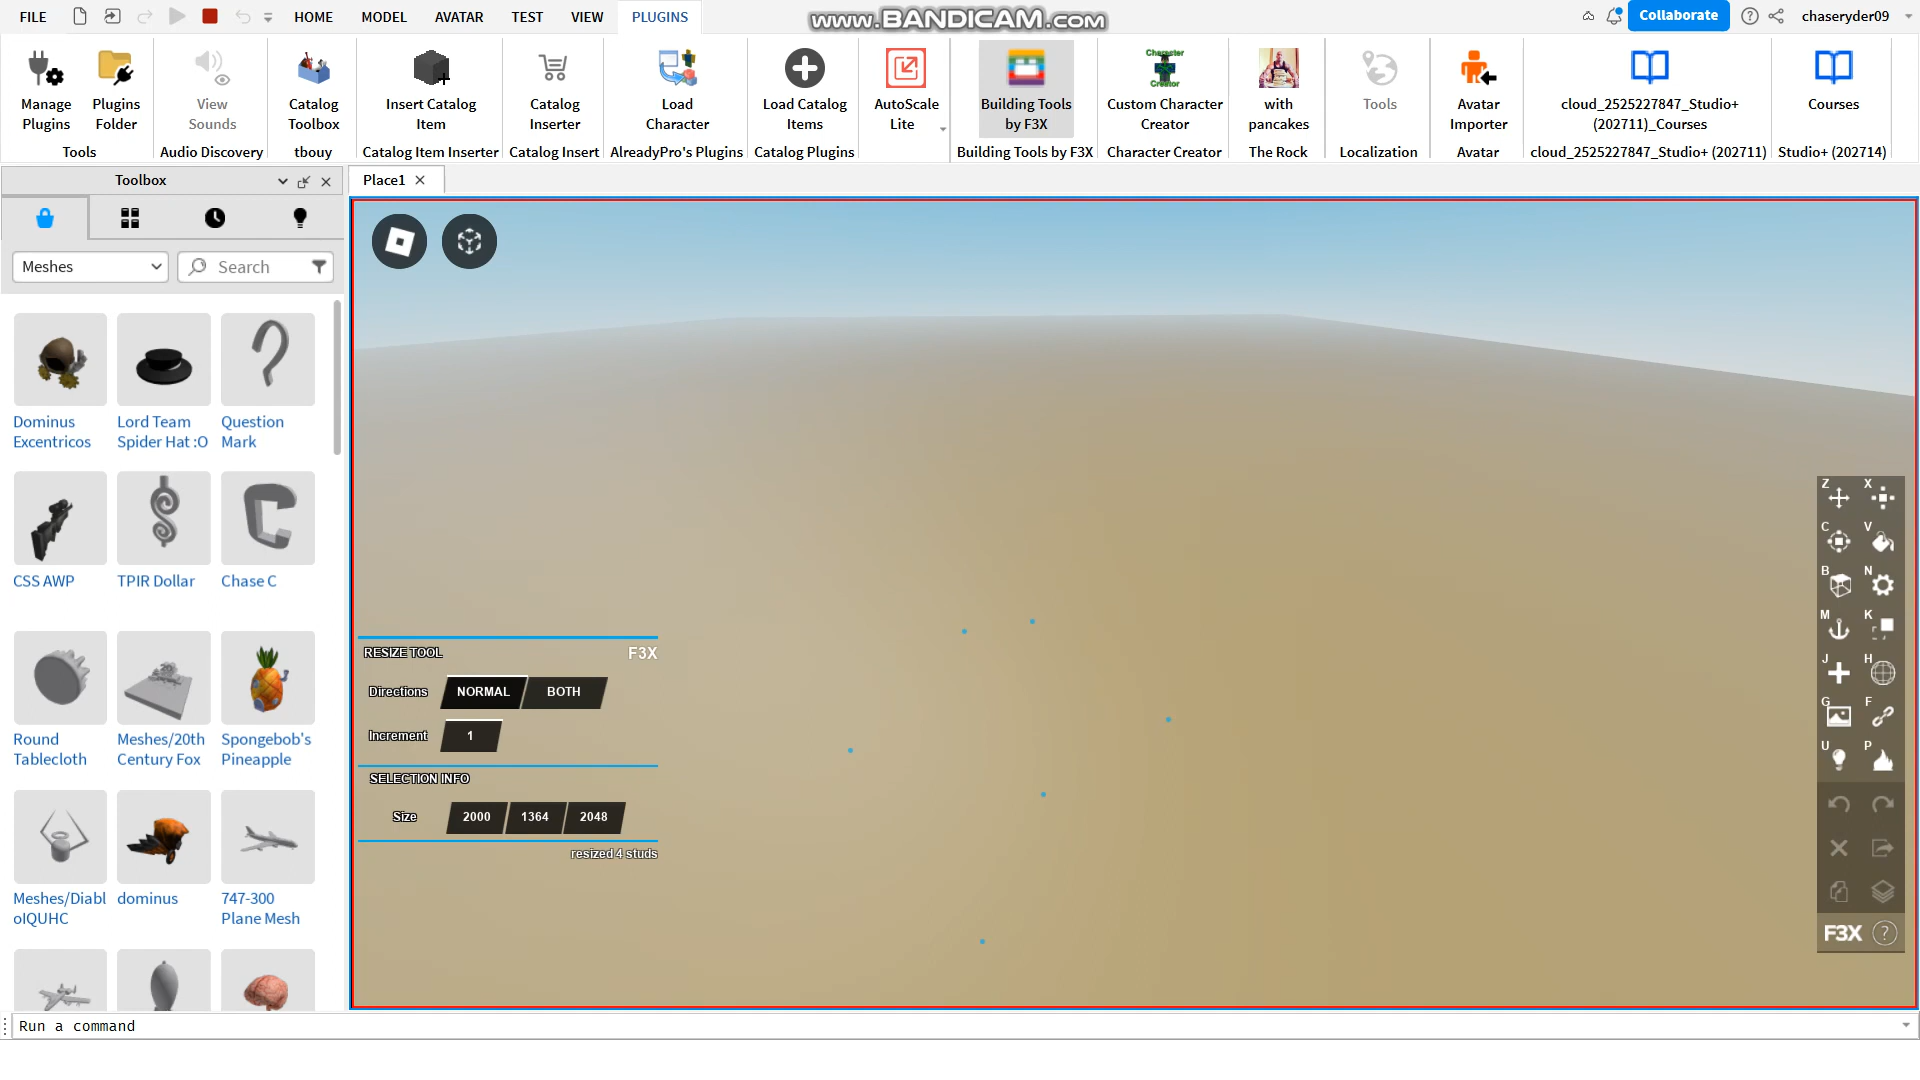 FILE HOME MODEL AVATAR TEST VIEW PLUGINS www.BANDICAM.com Collaborate chaseryder09
Manage Plugins
Plugins Folder
Tools
View Sounds
Audio Discovery
Catalog Toolbox
tbouy
Insert Catalog Item
Catalog Item Inserter
Catalog Inserter
Catalog Insert
Load Character
AlreadyPro's Plugins
Load Catalog Items
Catalog Plugins
AutoScale Lite
Building Tools by F3X
Building Tools by F3X
Character Creator
Custom Character Creator
Character Creator
with pancakes
The Rock
Tools
Localization
Avatar Importer
Avatar
cloud_2525227847_Studio+ (202711)_Courses
cloud_2525227847_Studio+ (202711)
Courses
Studio+ (202714)
Toolbox
Place1
Meshes
Search
Dominus Excentricos
Lord Team Spider Hat :O
Question Mark
CSS AWP
TPIR Dollar
Chase C
Round Tablecloth
Meshes/20th Century Fox
Spongebob's Pineapple
Meshes/Diabl oIQUHC
dominus
747-300 Plane Mesh
RESIZE TOOL F3X
Directions NORMAL BOTH
Increment 1
SELECTION INFO
Size 2000 1364 2048
resized 4 studs
Z X
C V
B N
M K
J H
G F
U P
F3X ?
Run a command